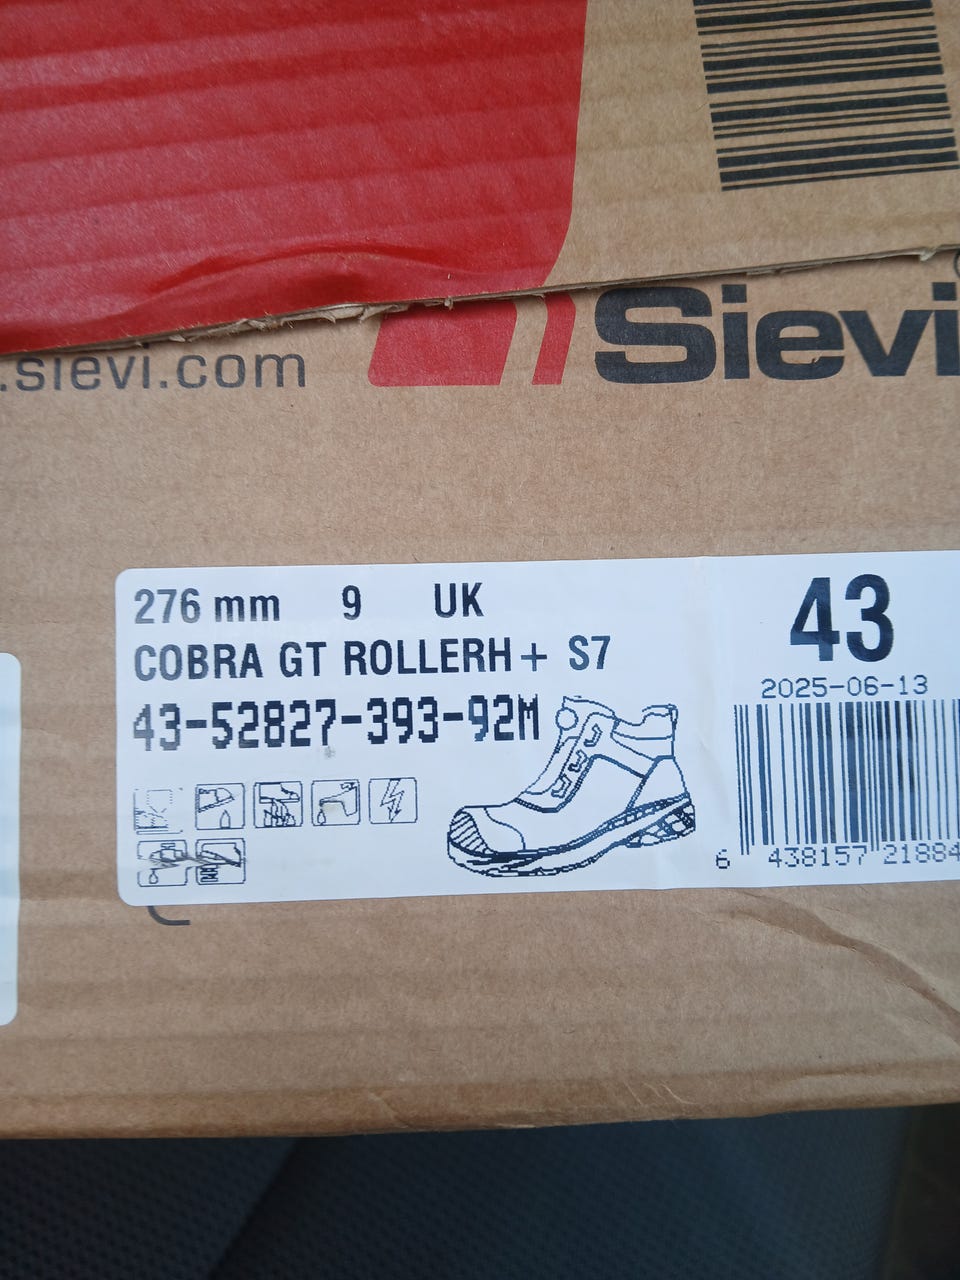 .sievi.com
Sievi
276 mm 9 UK
COBRA GT ROLLERH+ S7
43-52827-393-92M
43
2025-06-13
6 438157 21884